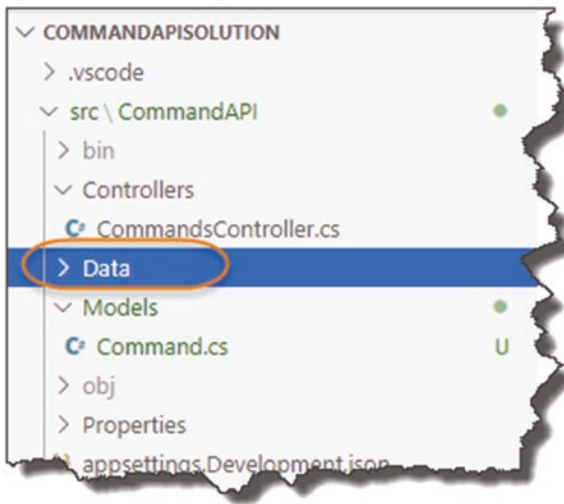 COMMANDAPISOLUTION
.vscode
src \ CommandAPI
bin
Controllers
C# CommandsController.cs
Data
Models
C# Command.cs U
obj
Properties
appsettings.Development.json